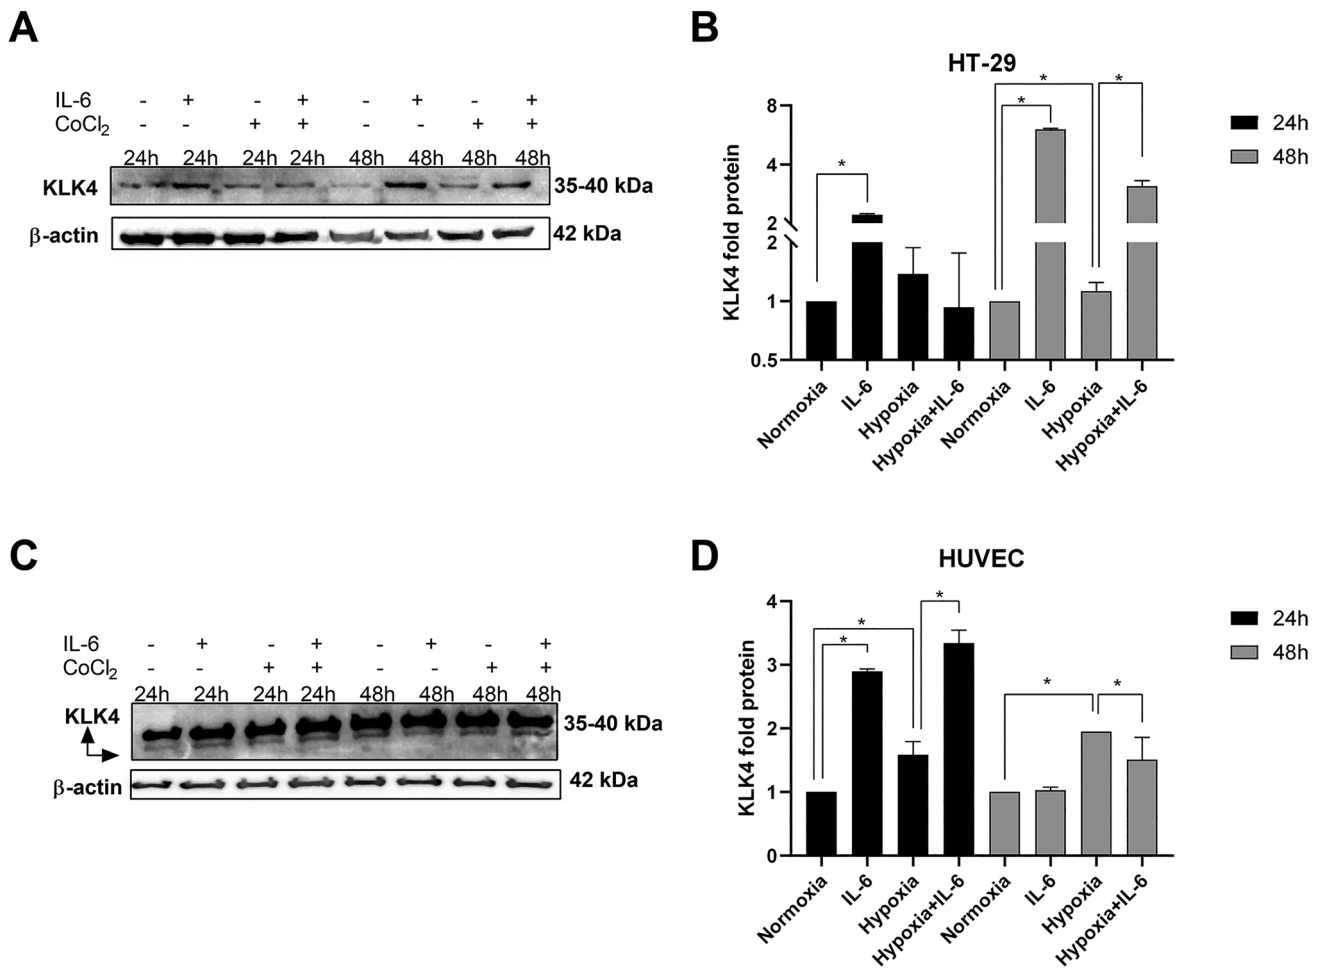 A
IL-6 - + - + - + - +
CoCl2 - - + + - - + +
24h 24h 24h 24h 48h 48h 48h 48h
KLK4 35-40 kDa
β-actin 42 kDa
B
HT-29
* * * *
KLK4 fold protein
8
4
2
2
1
0.5
Normoxia IL-6 Hypoxia Hypoxia+IL-6 Normoxia IL-6 Hypoxia Hypoxia+IL-6
24h
48h
C
IL-6 - + - + - + - +
CoCl2 - - + + - - + +
24h 24h 24h 24h 48h 48h 48h 48h
KLK4 35-40 kDa
β-actin 42 kDa
D
HUVEC
* * * * *
KLK4 fold protein
4
3
2
1
0
Normoxia IL-6 Hypoxia Hypoxia+IL-6 Normoxia IL-6 Hypoxia Hypoxia+IL-6
24h
48h